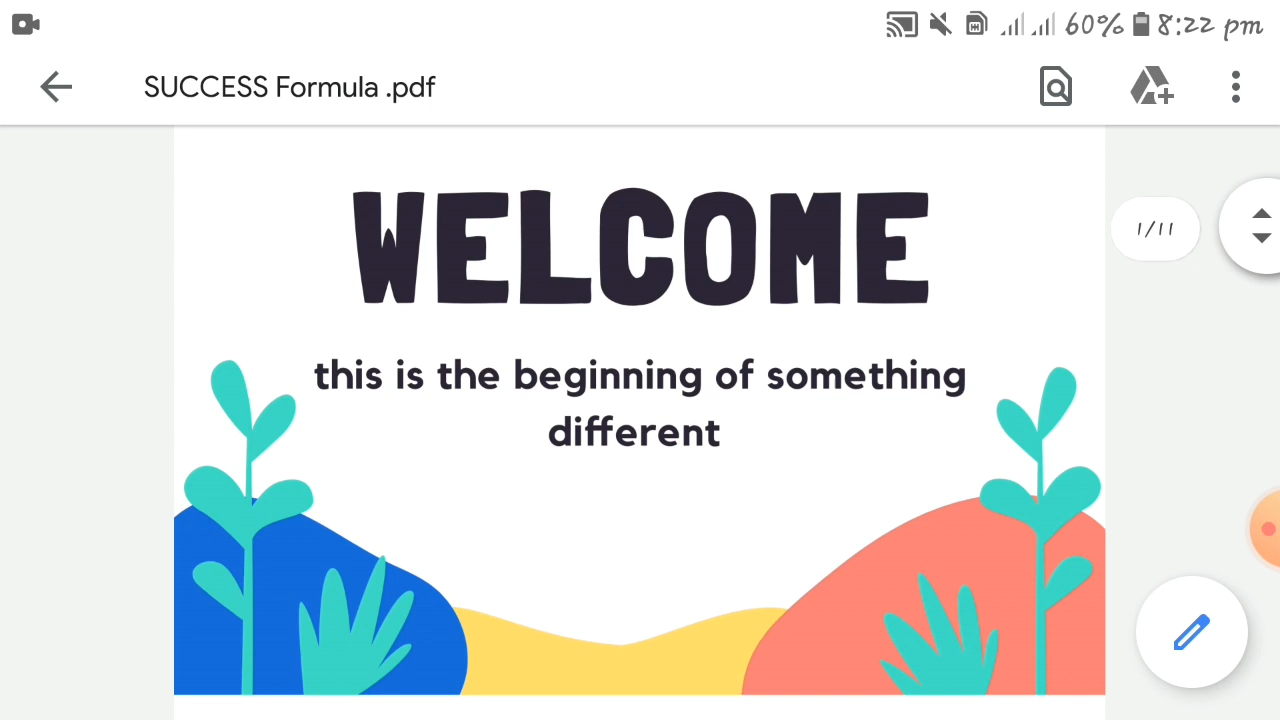 60% 8:22 pm
SUCCESS Formula .pdf
WELCOME
1/11
this is the beginning of something
different